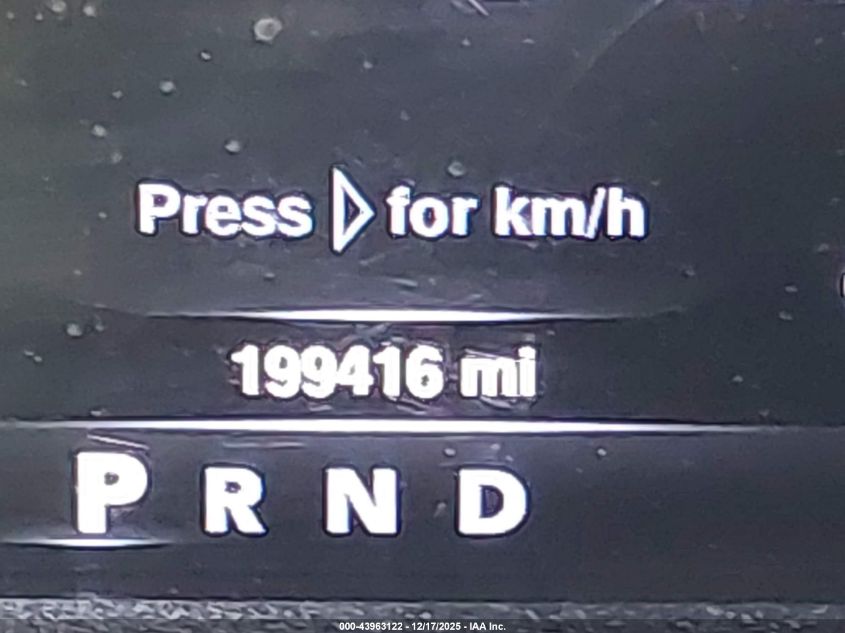 Press ▷ for km/h
199416 mi
P R N D
000-43963122 - 12/17/2025 - IAA Inc.